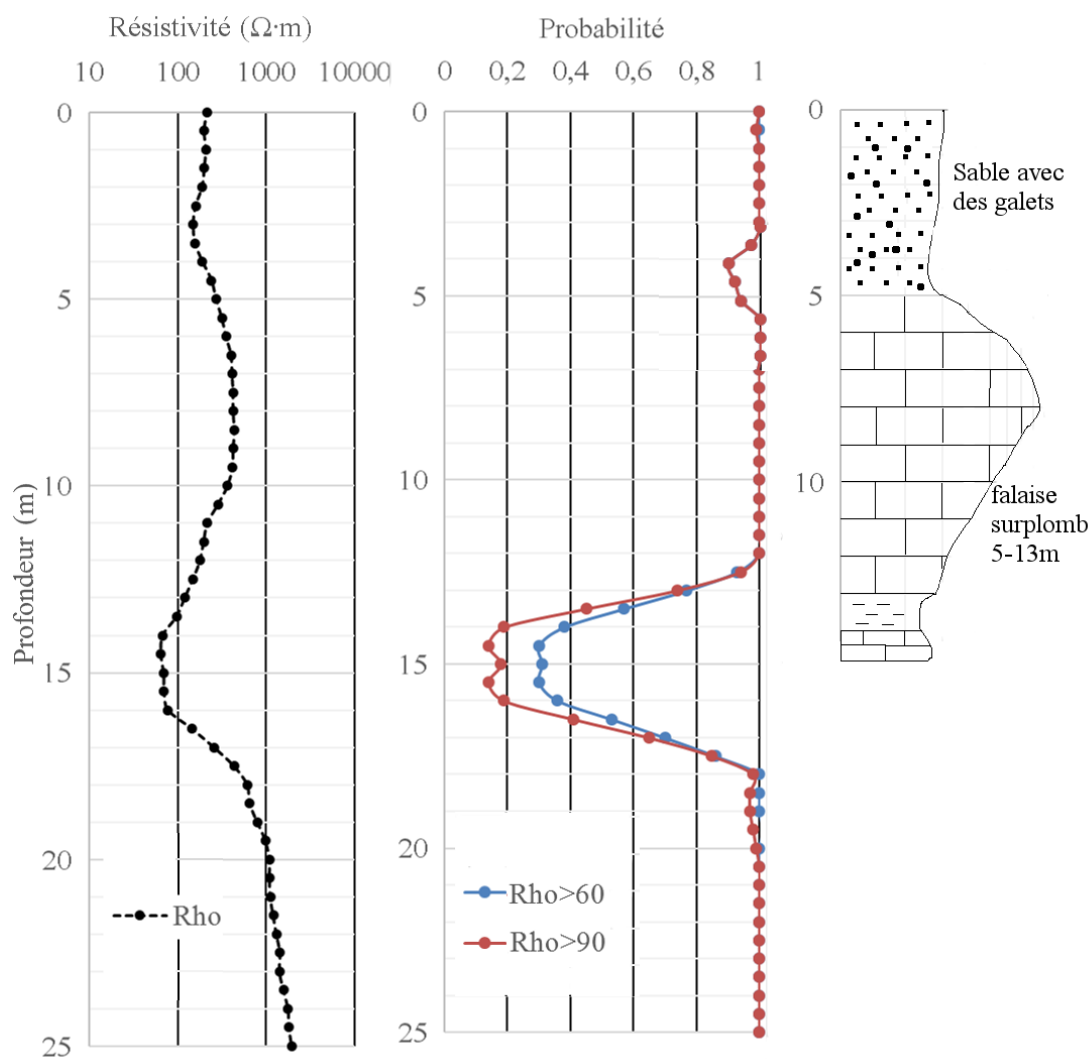 Résistivité (Ω·m)
10 100 1000 10000
0
5
10
15
20
25
Profondeur (m)
Rho
Probabilité
0 0,2 0,4 0,6 0,8 1
0
5
10
15
20
25
Rho>60
Rho>90
0
5
10
Sable avec
des galets
falaise
surplomb
5-13m